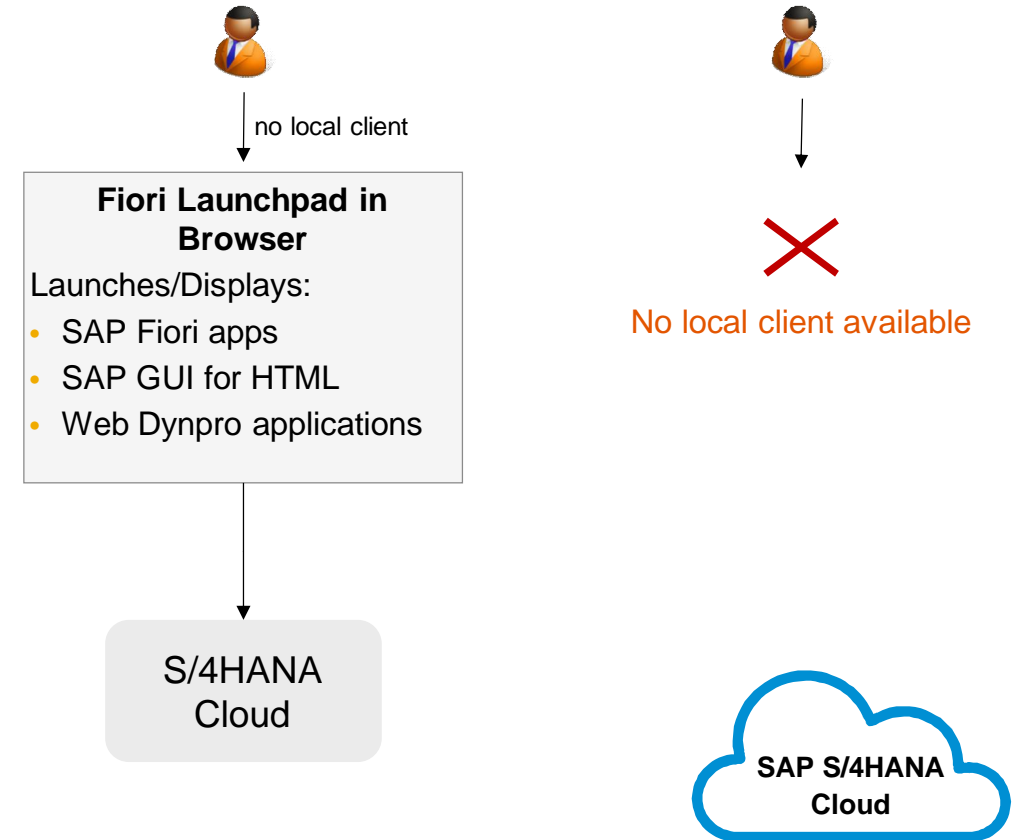 no local client
Fiori Launchpad in
Browser
Launches/Displays:
• SAP Fiori apps
• SAP GUI for HTML
• Web Dynpro applications
No local client available
S/4HANA
Cloud
SAP S/4HANA
Cloud